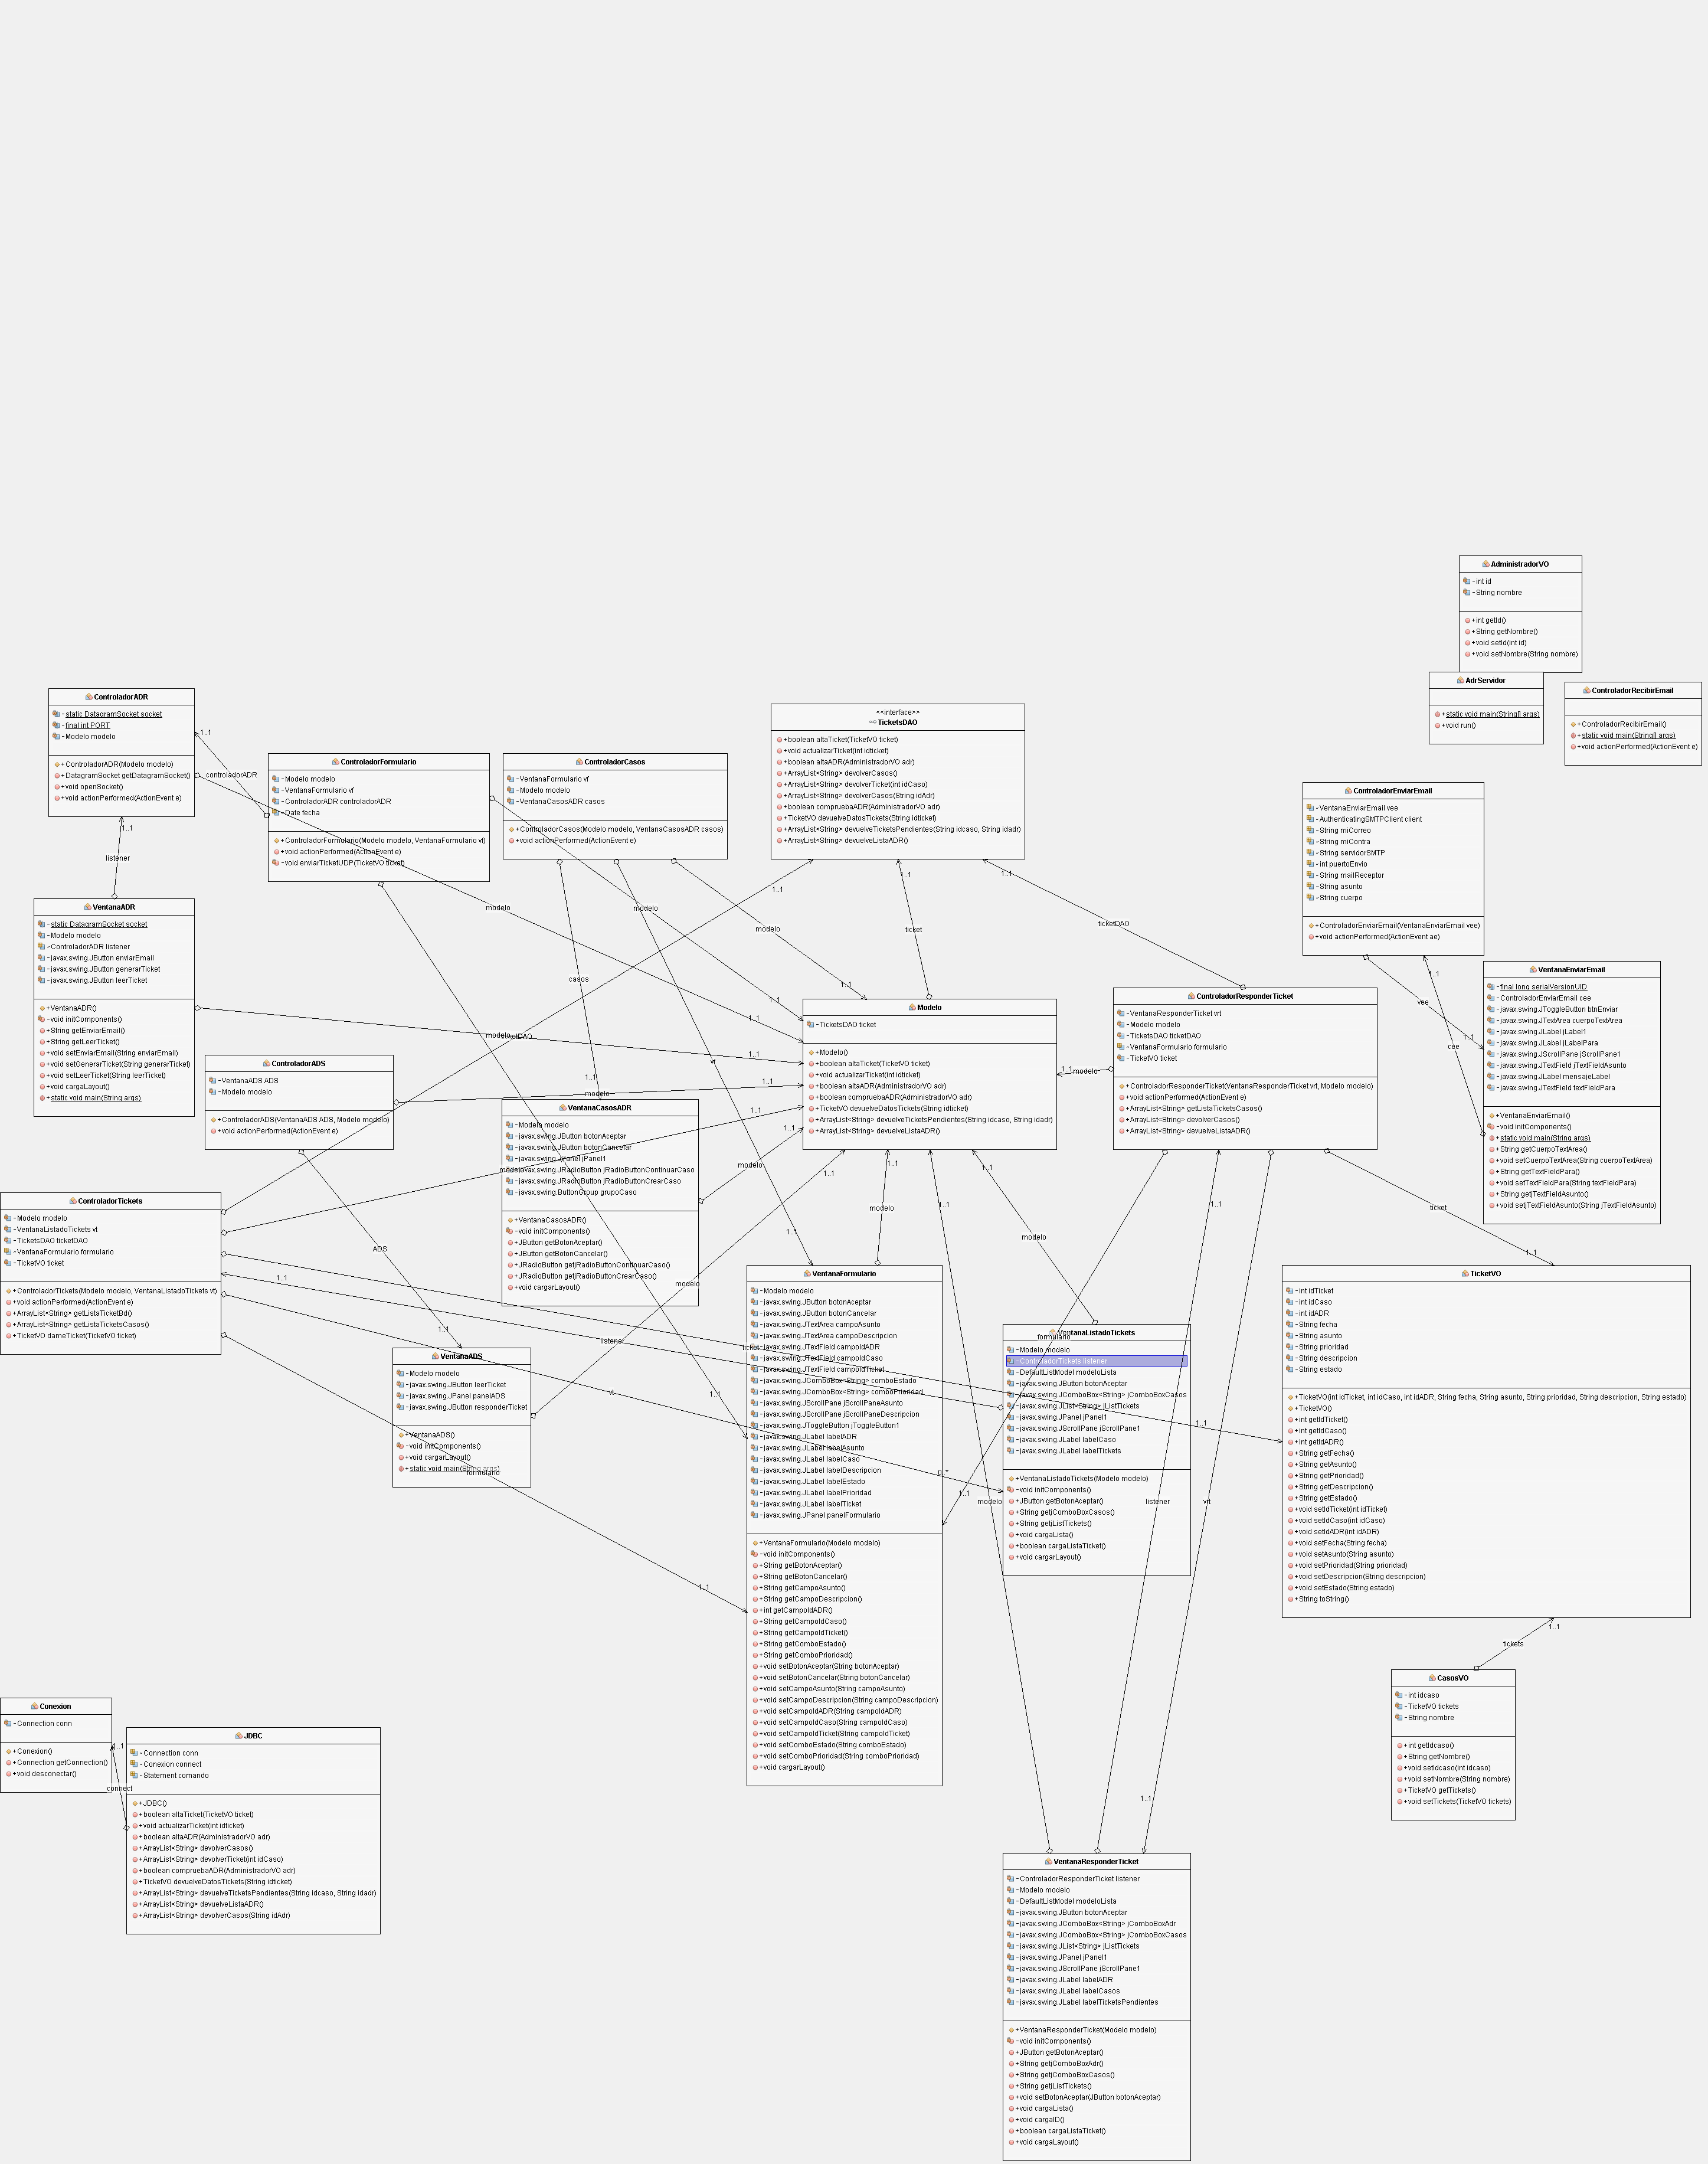 AdministradorVO
-int id
-String nombre
+int getId()
+String getNombre()
+void setId(int id)
+void setNombre(String nombre)
AdrServidor
+static void main(String[] args)
+void run()
ControladorRecibirEmail
+ControladorRecibirEmail()
+static void main(String[] args)
+void actionPerformed(ActionEvent e)
ControladorADR
-static DatagramSocket socket
-final int PORT
-Modelo modelo
+ControladorADR(Modelo modelo)
+DatagramSocket getDatagramSocket()
+void openSocket()
+void actionPerformed(ActionEvent e)
1..1
controladorADR
1..1
listener
ControladorFormulario
-Modelo modelo
-VentanaFormulario vf
-ControladorADR controladorADR
-Date fecha
+ControladorFormulario(Modelo modelo, VentanaFormulario vf)
+void actionPerformed(ActionEvent e)
-void enviarTicketUDP(TicketVO ticket)
ControladorCasos
-VentanaFormulario vf
-Modelo modelo
-VentanaCasosADR casos
+ControladorCasos(Modelo modelo, VentanaCasosADR casos)
+void actionPerformed(ActionEvent e)
<<interface>>
TicketsDAO
+boolean altaTicket(TicketVO ticket)
+void actualizarTicket(int idticket)
+boolean altaADR(AdministradorVO adr)
+ArrayList<String> devolverCasos()
+ArrayList<String> devolverTicket(int idCaso)
+ArrayList<String> devolverCasos(String idAdr)
+boolean compruebaADR(AdministradorVO adr)
+TicketVO devuelveDatosTickets(String idticket)
+ArrayList<String> devuelveTicketsPendientes(String idcaso, String idadr)
+ArrayList<String> devuelveListaADR()
ControladorEnviarEmail
-VentanaEnviarEmail vee
-AuthenticatingSMTPClient client
-String miCorreo
-String miContra
-String servidorSMTP
-int puertoEnvio
-String mailReceptor
-String asunto
-String cuerpo
+ControladorEnviarEmail(VentanaEnviarEmail vee)
+void actionPerformed(ActionEvent ae)
1..1
1..1
1..1
modelo
modelo
modelo
ticket
ticketDAO
casos
VentanaADR
-static DatagramSocket socket
-Modelo modelo
-ControladorADR listener
-javax.swing.JButton enviarEmail
-javax.swing.JButton generarTicket
-javax.swing.JButton leerTicket
+VentanaADR()
-void initComponents()
+String getEnviarEmail()
+String getLeerTicket()
+void setEnviarEmail(String enviarEmail)
+void setGenerarTicket(String generarTicket)
+void setLeerTicket(String leerTicket)
+void cargaLayout()
+static void main(String args)
VentanaEnviarEmail
-final long serialVersionUID
-ControladorEnviarEmail cee
-javax.swing.JToggleButton btnEnviar
-javax.swing.JTextArea cuerpoTextArea
-javax.swing.JLabel jLabel1
-javax.swing.JLabel jLabelPara
-javax.swing.JScrollPane jScrollPane1
-javax.swing.JTextField jTextFieldAsunto
-javax.swing.JLabel mensajeLabel
-javax.swing.JTextField textFieldPara
+VentanaEnviarEmail()
-void initComponents()
+static void main(String args)
+String getCuerpoTextArea()
+void setCuerpoTextArea(String cuerpoTextArea)
+String getTextFieldPara()
+void setTextFieldPara(String textFieldPara)
+String getjTextFieldAsunto()
+void setjTextFieldAsunto(String jTextFieldAsunto)
1..1
vee
1..1
cee
Modelo
-TicketsDAO ticket
+Modelo()
+boolean altaTicket(TicketVO ticket)
+void actualizarTicket(int idticket)
+boolean altaADR(AdministradorVO adr)
+boolean compruebaADR(AdministradorVO adr)
+TicketVO devuelveDatosTickets(String idticket)
+ArrayList<String> devuelveTicketsPendientes(String idcaso, String idadr)
+ArrayList<String> devuelveListaADR()
ControladorResponderTicket
-VentanaResponderTicket vrt
-Modelo modelo
-TicketsDAO ticketDAO
-VentanaFormulario formulario
-TicketVO ticket
+ControladorResponderTicket(VentanaResponderTicket vrt, Modelo modelo)
+void actionPerformed(ActionEvent e)
+ArrayList<String> getListaTicketsCasos()
+ArrayList<String> devolverCasos()
+ArrayList<String> devuelveListaADR()
1..1
1..1
1..1
1..1
1..1
modelo
vf
1..1
modelo
ControladorADS
-VentanaADS ADS
-Modelo modelo
+ControladorADS(VentanaADS ADS, Modelo modelo)
+void actionPerformed(ActionEvent e)
1..1
modelo
1..1
1..1
1..1
VentanaCasosADR
-Modelo modelo
-javax.swing.JButton botonAceptar
-javax.swing.JButton botonCancelar
-javax.swing.JPanel jPanel1
-javax.swing.JRadioButton jRadioButtonContinuarCaso
-javax.swing.JRadioButton jRadioButtonCrearCaso
-javax.swing.ButtonGroup grupoCaso
+VentanaCasosADR()
-void initComponents()
+JButton getBotonAceptar()
+JButton getBotonCancelar()
+JRadioButton getjRadioButtonContinuarCaso()
+JRadioButton getjRadioButtonCrearCaso()
+void cargarLayout()
modelo
modelo
1..1
1..1
1..1
modelo
1..1
modelo
1..1
ticket
1..1
ControladorTickets
-Modelo modelo
-VentanaListadoTickets vt
-TicketsDAO ticketDAO
-VentanaFormulario formulario
-TicketVO ticket
+ControladorTickets(Modelo modelo, VentanaListadoTickets vt)
+void actionPerformed(ActionEvent e)
+ArrayList<String> getListaTicketBd()
+ArrayList<String> getListaTicketsCasos()
+TicketVO dameTicket(TicketVO ticket)
1..1
ADS
1..1
modelo
listener
ticket
vt
1..1
VentanaADS
-Modelo modelo
-javax.swing.JButton leerTicket
-javax.swing.JPanel panelADS
-javax.swing.JButton responderTicket
+VentanaADS()
-void initComponents()
+void cargarLayout()
+static void main(String args)
formulario
VentanaFormulario
-Modelo modelo
-javax.swing.JButton botonAceptar
-javax.swing.JButton botonCancelar
-javax.swing.JTextArea campoAsunto
-javax.swing.JTextArea campoDescripcion
-javax.swing.JTextField campoIdADR
-javax.swing.JTextField campoIdCaso
-javax.swing.JTextField campoIdTicket
-javax.swing.JComboBox<String> comboEstado
-javax.swing.JComboBox<String> comboPrioridad
-javax.swing.JScrollPane jScrollPaneAsunto
-javax.swing.JScrollPane jScrollPaneDescripcion
-javax.swing.JToggleButton jToggleButton1
-javax.swing.JLabel labelADR
-javax.swing.JLabel labelAsunto
-javax.swing.JLabel labelCaso
-javax.swing.JLabel labelDescripcion
-javax.swing.JLabel labelEstado
-javax.swing.JLabel labelPrioridad
-javax.swing.JLabel labelTicket
-javax.swing.JPanel panelFormulario
+VentanaFormulario(Modelo modelo)
-void initComponents()
+String getBotonAceptar()
+String getBotonCancelar()
+String getCampoAsunto()
+String getCampoDescripcion()
+int getCampoIdADR()
+String getCampoIdCaso()
+String getCampoIdTicket()
+String getComboEstado()
+String getComboPrioridad()
+void setBotonAceptar(String botonAceptar)
+void setBotonCancelar(String botonCancelar)
+void setCampoAsunto(String campoAsunto)
+void setCampoDescripcion(String campoDescripcion)
+void setCampoIdADR(String campoIdADR)
+void setCampoIdCaso(String campoIdCaso)
+void setCampoIdTicket(String campoIdTicket)
+void setComboEstado(String comboEstado)
+void setComboPrioridad(String comboPrioridad)
+void cargarLayout()
1..1
0..*
1..1
formulario
VentanaListadoTickets
-Modelo modelo
-ControladorTickets listener
-DefaultListModel modeloLista
-javax.swing.JButton botonAceptar
-javax.swing.JComboBox<String> jComboBoxCasos
-javax.swing.JList<String> jListTickets
-javax.swing.JPanel jPanel1
-javax.swing.JScrollPane jScrollPane1
-javax.swing.JLabel labelCaso
-javax.swing.JLabel labelTickets
+VentanaListadoTickets(Modelo modelo)
-void initComponents()
+JButton getBotonAceptar()
+String getjComboBoxCasos()
+String getjListTickets()
+void cargaLista()
+boolean cargaListaTicket()
+void cargarLayout()
modelo
listener
vrt
1..1
1..1
TicketVO
-int idTicket
-int idCaso
-int idADR
-String fecha
-String asunto
-String prioridad
-String descripcion
-String estado
+TicketVO(int idTicket, int idCaso, int idADR, String fecha, String asunto, String prioridad, String descripcion, String estado)
+TicketVO()
+int getIdTicket()
+int getIdCaso()
+int getIdADR()
+String getFecha()
+String getAsunto()
+String getPrioridad()
+String getDescripcion()
+String getEstado()
+void setIdTicket(int idTicket)
+void setIdCaso(int idCaso)
+void setIdADR(int idADR)
+void setFecha(String fecha)
+void setAsunto(String asunto)
+void setPrioridad(String prioridad)
+void setDescripcion(String descripcion)
+void setEstado(String estado)
+String toString()
1..1
tickets
CasosVO
-int idcaso
-TicketVO tickets
-String nombre
+int getIdcaso()
+String getNombre()
+void setIdcaso(int idcaso)
+void setNombre(String nombre)
+TicketVO getTickets()
+void setTickets(TicketVO tickets)
Conexion
-Connection conn
+Conexion()
+Connection getConnection()
+void desconectar()
1..1
connect
JDBC
-Connection conn
-Conexion connect
-Statement comando
+JDBC()
+boolean altaTicket(TicketVO ticket)
+void actualizarTicket(int idticket)
+boolean altaADR(AdministradorVO adr)
+ArrayList<String> devolverCasos()
+ArrayList<String> devolverTicket(int idCaso)
+boolean compruebaADR(AdministradorVO adr)
+TicketVO devuelveDatosTickets(String idticket)
+ArrayList<String> devuelveTicketsPendientes(String idcaso, String idadr)
+ArrayList<String> devuelveListaADR()
+ArrayList<String> devolverCasos(String idAdr)
1..1
VentanaResponderTicket
-ControladorResponderTicket listener
-Modelo modelo
-DefaultListModel modeloLista
-javax.swing.JButton botonAceptar
-javax.swing.JComboBox<String> jComboBoxAdr
-javax.swing.JComboBox<String> jComboBoxCasos
-javax.swing.JList<String> jListTickets
-javax.swing.JPanel jPanel1
-javax.swing.JScrollPane jScrollPane1
-javax.swing.JLabel labelADR
-javax.swing.JLabel labelCasos
-javax.swing.JLabel labelTicketsPendientes
+VentanaResponderTicket(Modelo modelo)
-void initComponents()
+JButton getBotonAceptar()
+String getjComboBoxAdr()
+String getjComboBoxCasos()
+String getjListTickets()
+void setBotonAceptar(JButton botonAceptar)
+void cargaLista()
+void cargaID()
+boolean cargaListaTicket()
+void cargaLayout()